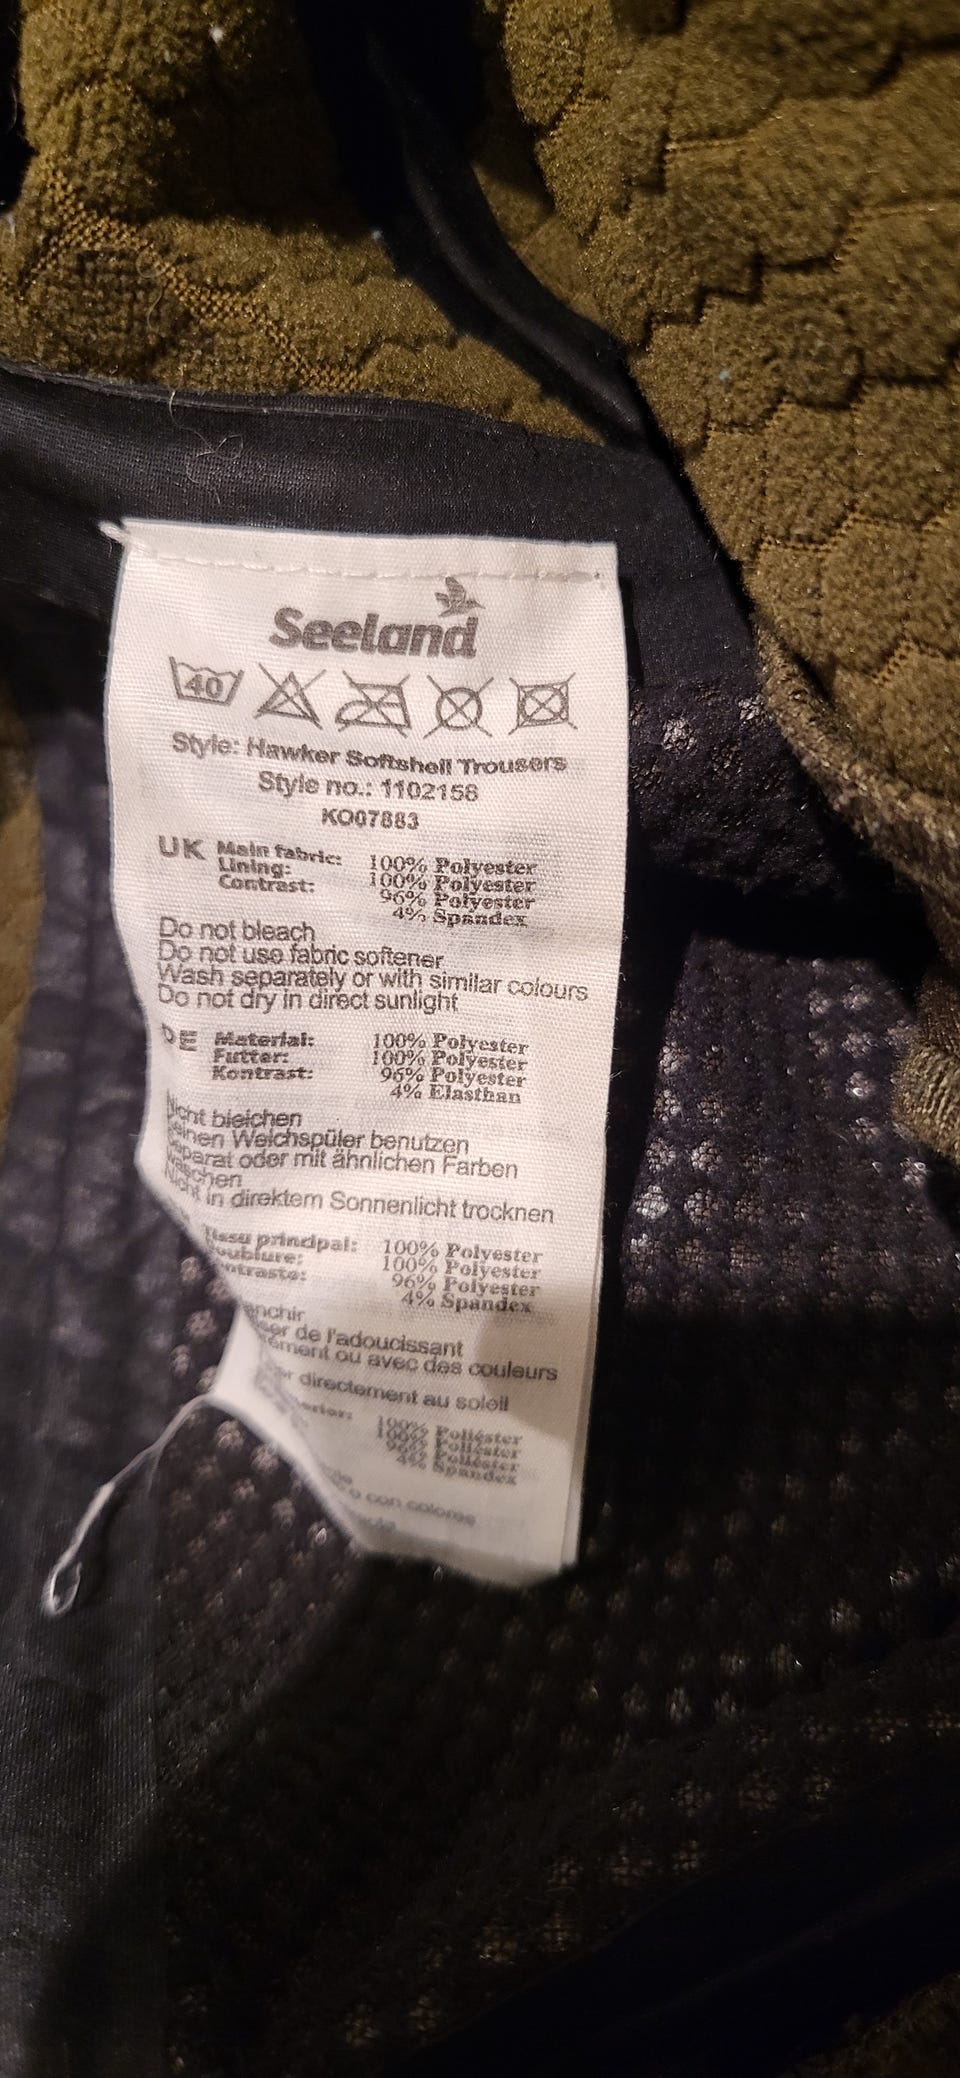 Seeland
40
Style: Hawker Softshell Trousers
Style no.: 1102158
KO07883
UK Main fabric: 100% Polyester
Lining: 100% Polyester
Contrast: 96% Polyester
4% Spandex
Do not bleach
Do not use fabric softener
Wash separately or with similar colours
Do not dry in direct sunlight
DE Material: 100% Polyester
Futter: 100% Polyester
Kontrast: 96% Polyester
4% Elasthan
Nicht bleichen
Keinen Weichspüler benutzen
Separat oder mit ähnlichen Farben
waschen
Nicht in direktem Sonnenlicht trocknen
Tissu principal: 100% Polyester
100% Polyester
96% Polyester
4% Spandex
de l'adoucissant
ou avec des couleurs
directement au soleil
100% Poliéster
100% Poliéster
96% Poliéster
4% Spandex
o con colores